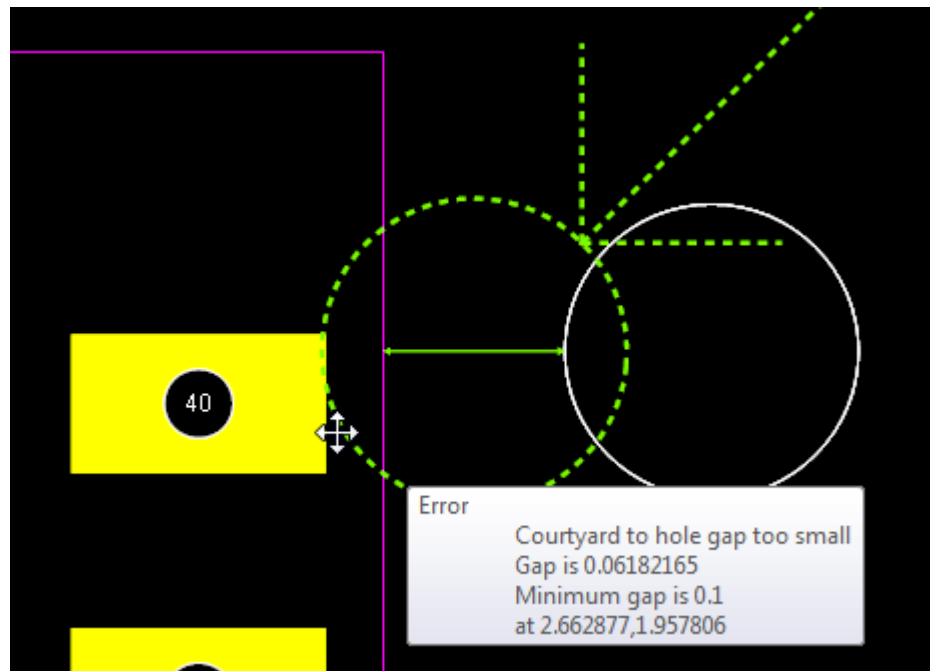 40
Error
Courtyard to hole gap too small
Gap is 0.06182165
Minimum gap is 0.1
at 2.662877,1.957806